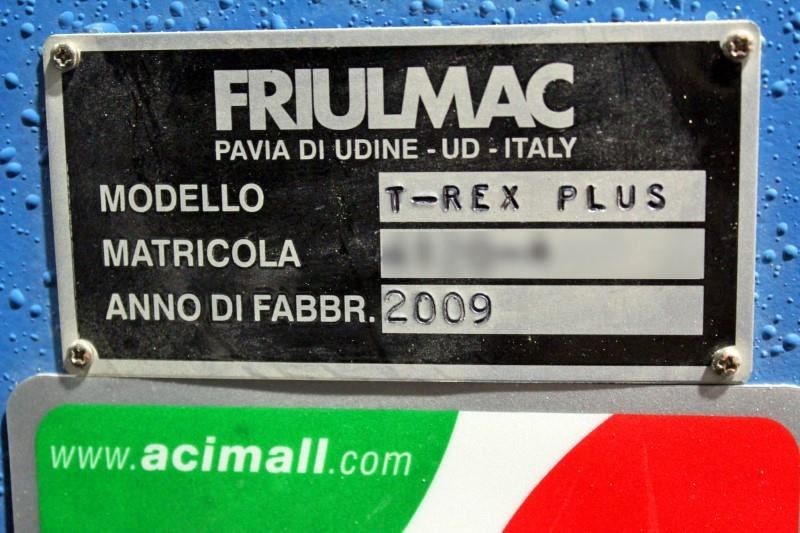 FRIULMAC
PAVIA DI UDINE - UD - ITALY
MODELLO T-REX PLUS
MATRICOLA
ANNO DI FABBR. 2009
www.acimall.com